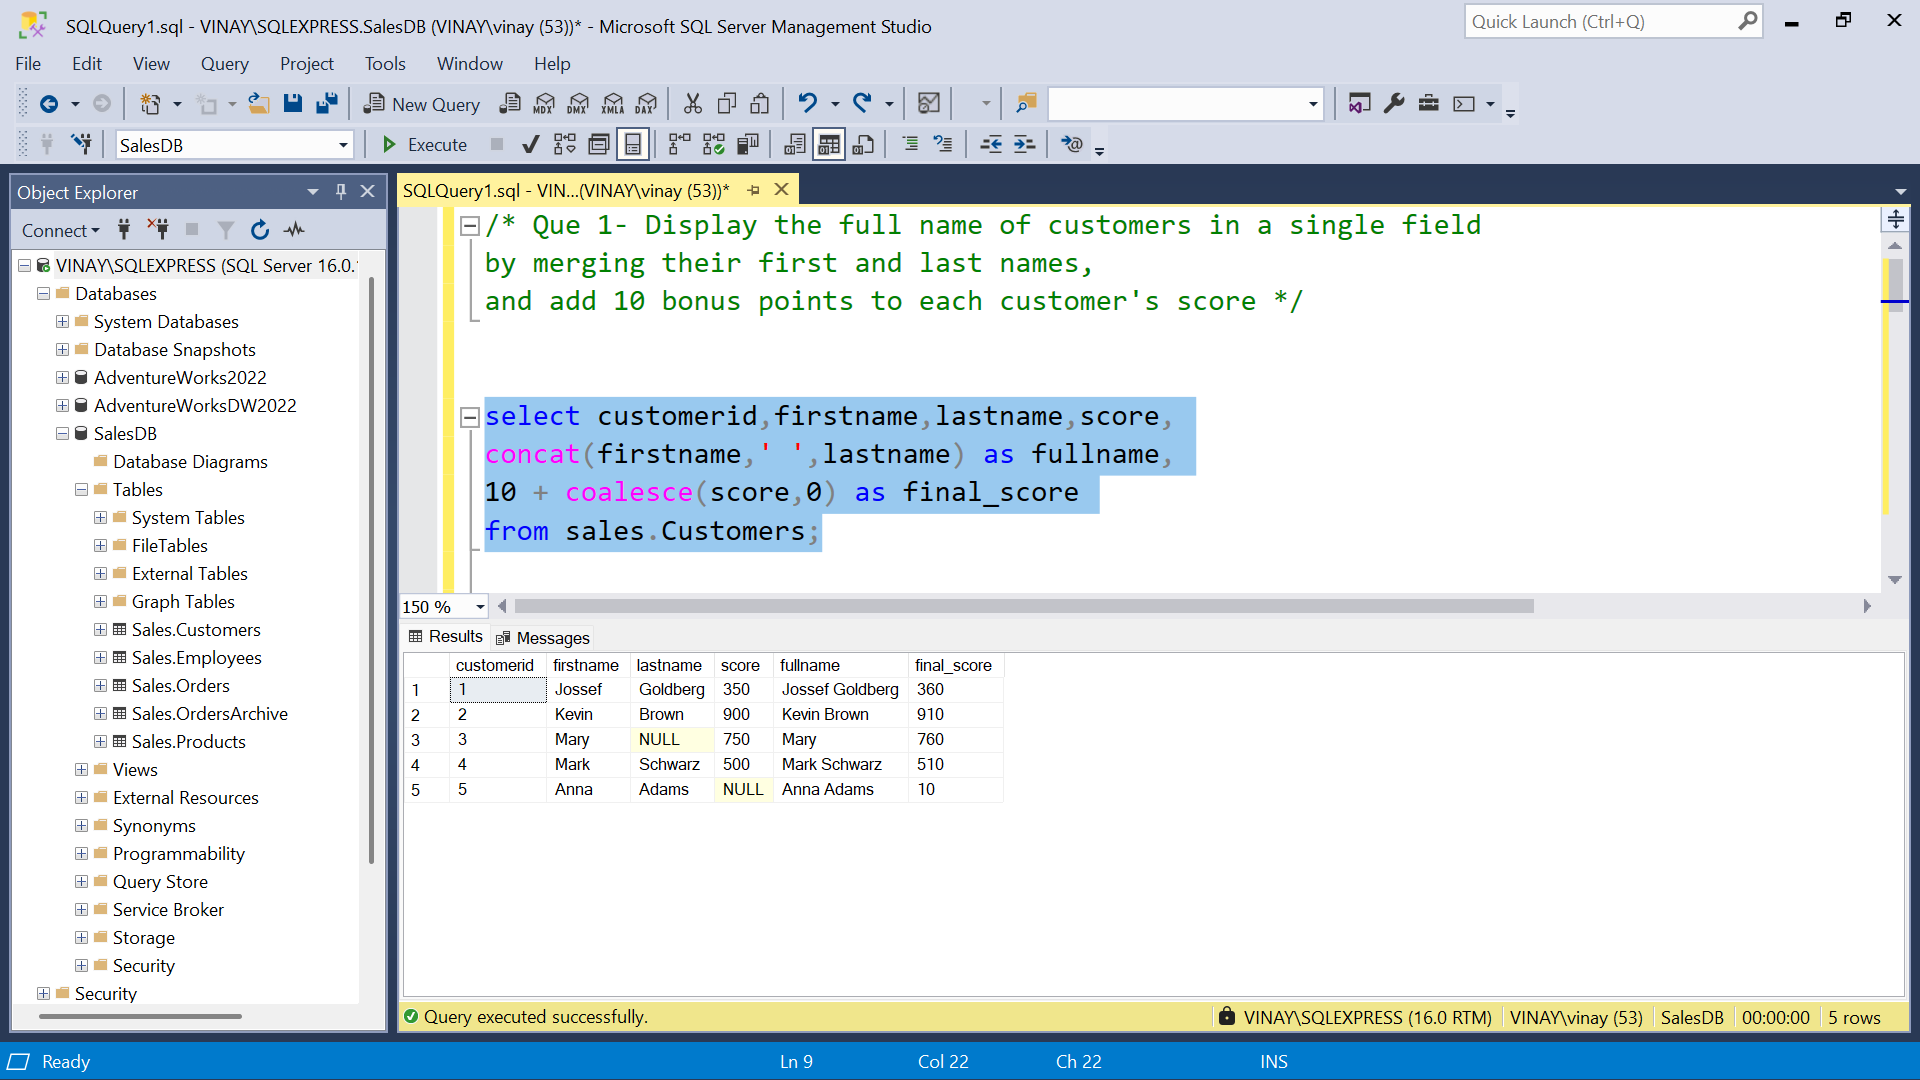 SQLQuery1.sql - VINAY\SQLEXPRESS.SalesDB (VINAY\vinay (53))* - Microsoft SQL Server Management Studio
Quick Launch (Ctrl+Q)
File Edit View Query Project Tools Window Help
New Query MDX DMX XMLA DAX
SalesDB Execute
Object Explorer
Connect
VINAY\SQLEXPRESS (SQL Server 16.0.
Databases
System Databases
Database Snapshots
AdventureWorks2022
AdventureWorksDW2022
SalesDB
Database Diagrams
Tables
System Tables
FileTables
External Tables
Graph Tables
Sales.Customers
Sales.Employees
Sales.Orders
Sales.OrdersArchive
Sales.Products
Views
External Resources
Synonyms
Programmability
Query Store
Service Broker
Storage
Security
Security
SQLQuery1.sql - VIN...(VINAY\vinay (53))*
/* Que 1- Display the full name of customers in a single field
by merging their first and last names,
and add 10 bonus points to each customer's score */
select customerid,firstname,lastname,score,
concat(firstname,' ',lastname) as fullname,
10 + coalesce(score,0) as final_score
from sales.Customers;
150 %
Results Messages
customerid firstname lastname score fullname final_score
1 1 Jossef Goldberg 350 Jossef Goldberg 360
2 2 Kevin Brown 900 Kevin Brown 910
3 3 Mary NULL 750 Mary 760
4 4 Mark Schwarz 500 Mark Schwarz 510
5 5 Anna Adams NULL Anna Adams 10
Query executed successfully. VINAY\SQLEXPRESS (16.0 RTM) VINAY\vinay (53) SalesDB 00:00:00 5 rows
Ready Ln 9 Col 22 Ch 22 INS